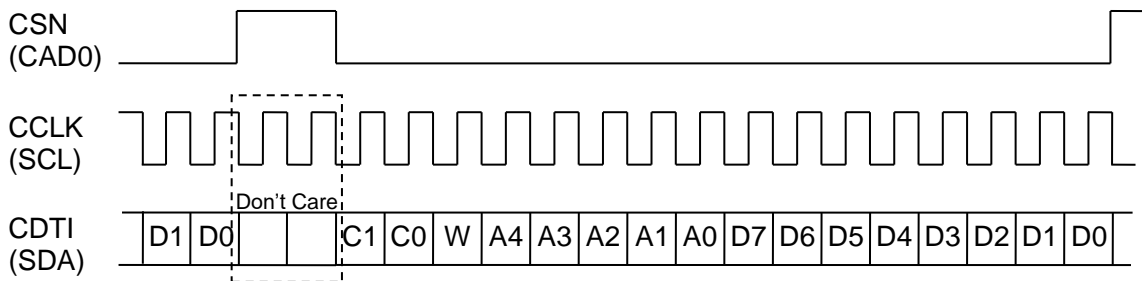 CSN
(CAD0)
CCLK
(SCL)
Don't Care
CDTI
(SDA)
D1 D0 C1 C0 W A4 A3 A2 A1 A0 D7 D6 D5 D4 D3 D2 D1 D0